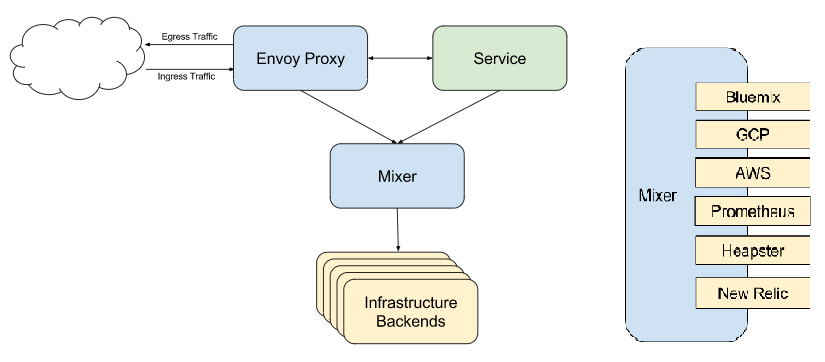 Egress Traffic
Ingress Traffic
Envoy Proxy
Service
Mixer
Infrastructure
Backends
Mixer
Bluemix
GCP
AWS
Prometheus
Heapster
New Relic